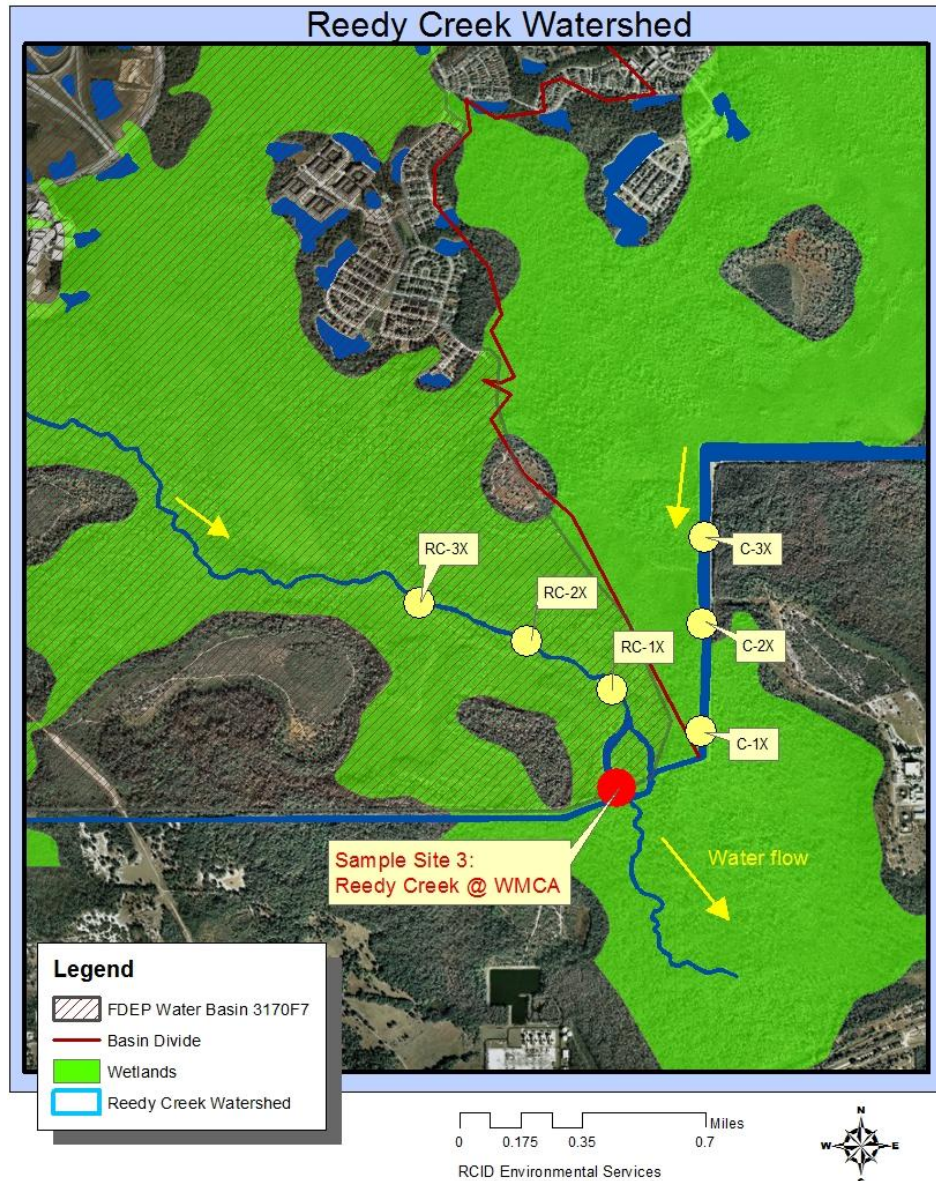 Reedy Creek Watershed
RC-3X
RC-2X
RC-1X
C-3X
C-2X
C-1X
Sample Site 3:
Reedy Creek @ WMCA
Water flow
Legend
FDEP Water Basin 3170F7
Basin Divide
Wetlands
Reedy Creek Watershed
Miles
0 0.175 0.35 0.7
RCID Environmental Services
N
W E
S